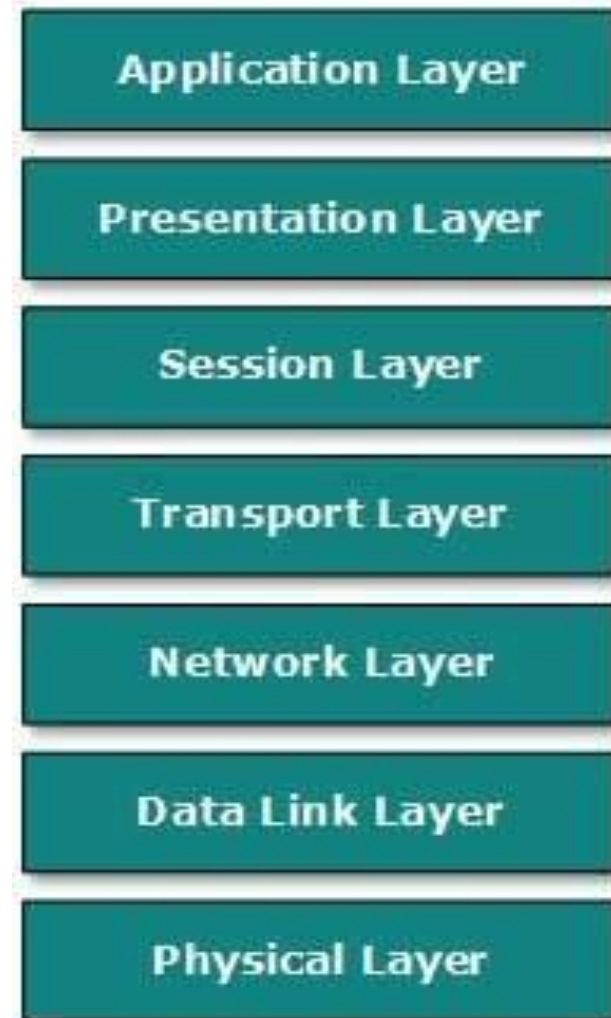 Application Layer
Presentation Layer
Session Layer
Transport Layer
Network Layer
Data Link Layer
Physical Layer